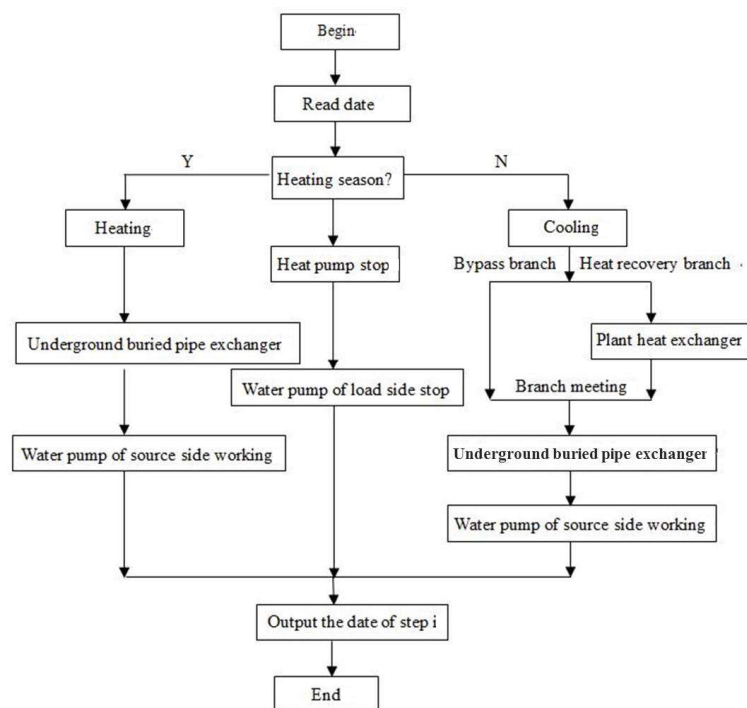 Begin
Read date
Y
N
Heating season?
Heating
Cooling
Heat pump stop
Bypass branch
Heat recovery branch
Underground buried pipe exchanger
Plant heat exchanger
Water pump of load side stop
Branch meeting
Water pump of source side working
Underground buried pipe exchanger
Water pump of source side working
Output the date of step i
End